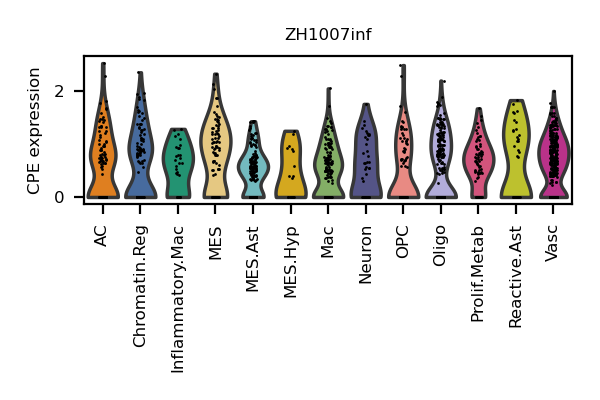 ZH1007inf
CPE expression
2
0
AC
Chromatin.Reg
Inflammatory.Mac
MES
MES.Ast
MES.Hyp
Mac
Neuron
OPC
Oligo
Prolif.Metab
Reactive.Ast
Vasc